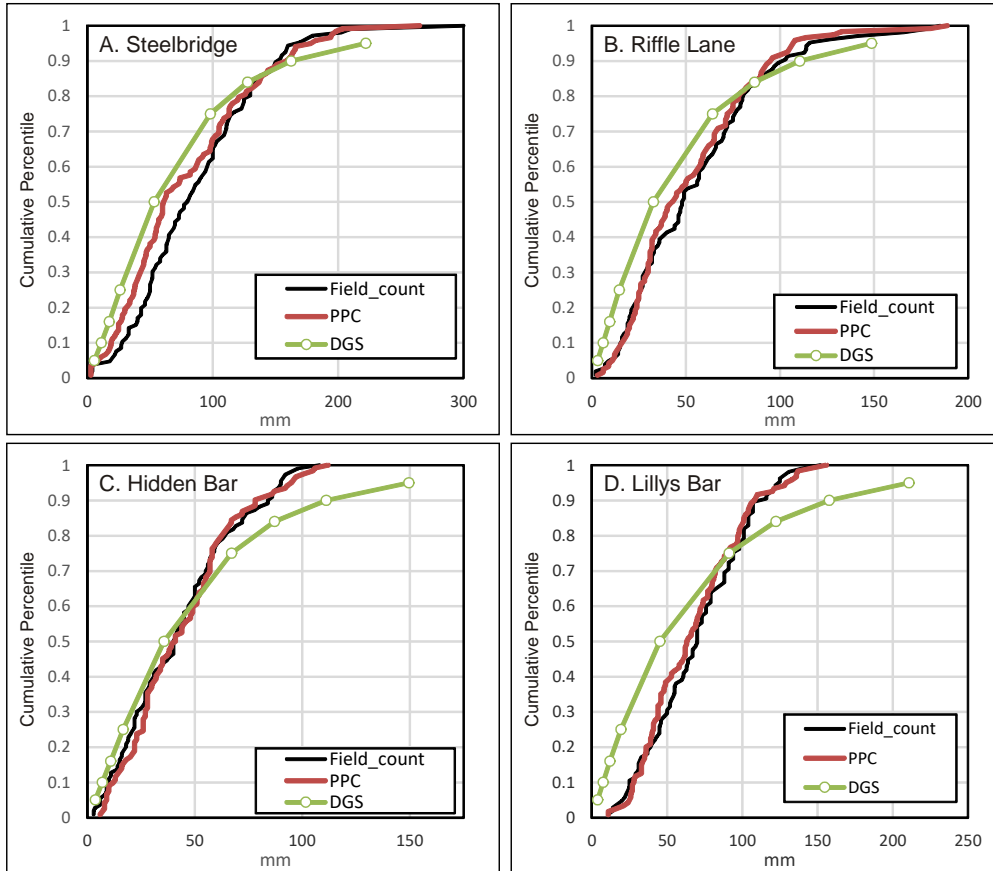 A. Steelbridge
Cumulative Percentile
1
0.9
0.8
0.7
0.6
0.5
0.4
0.3
0.2
0.1
0
Field_count
PPC
DGS
0 100 200 300
mm
B. Riffle Lane
Cumulative Percentile
1
0.9
0.8
0.7
0.6
0.5
0.4
0.3
0.2
0.1
0
Field_count
PPC
DGS
0 50 100 150 200
mm
C. Hidden Bar
Cumulative Percentile
1
0.9
0.8
0.7
0.6
0.5
0.4
0.3
0.2
0.1
0
Field_count
PPC
DGS
0 50 100 150
mm
D. Lillys Bar
Cumulative Percentile
1
0.9
0.8
0.7
0.6
0.5
0.4
0.3
0.2
0.1
0
Field_count
PPC
DGS
0 50 100 150 200 250
mm